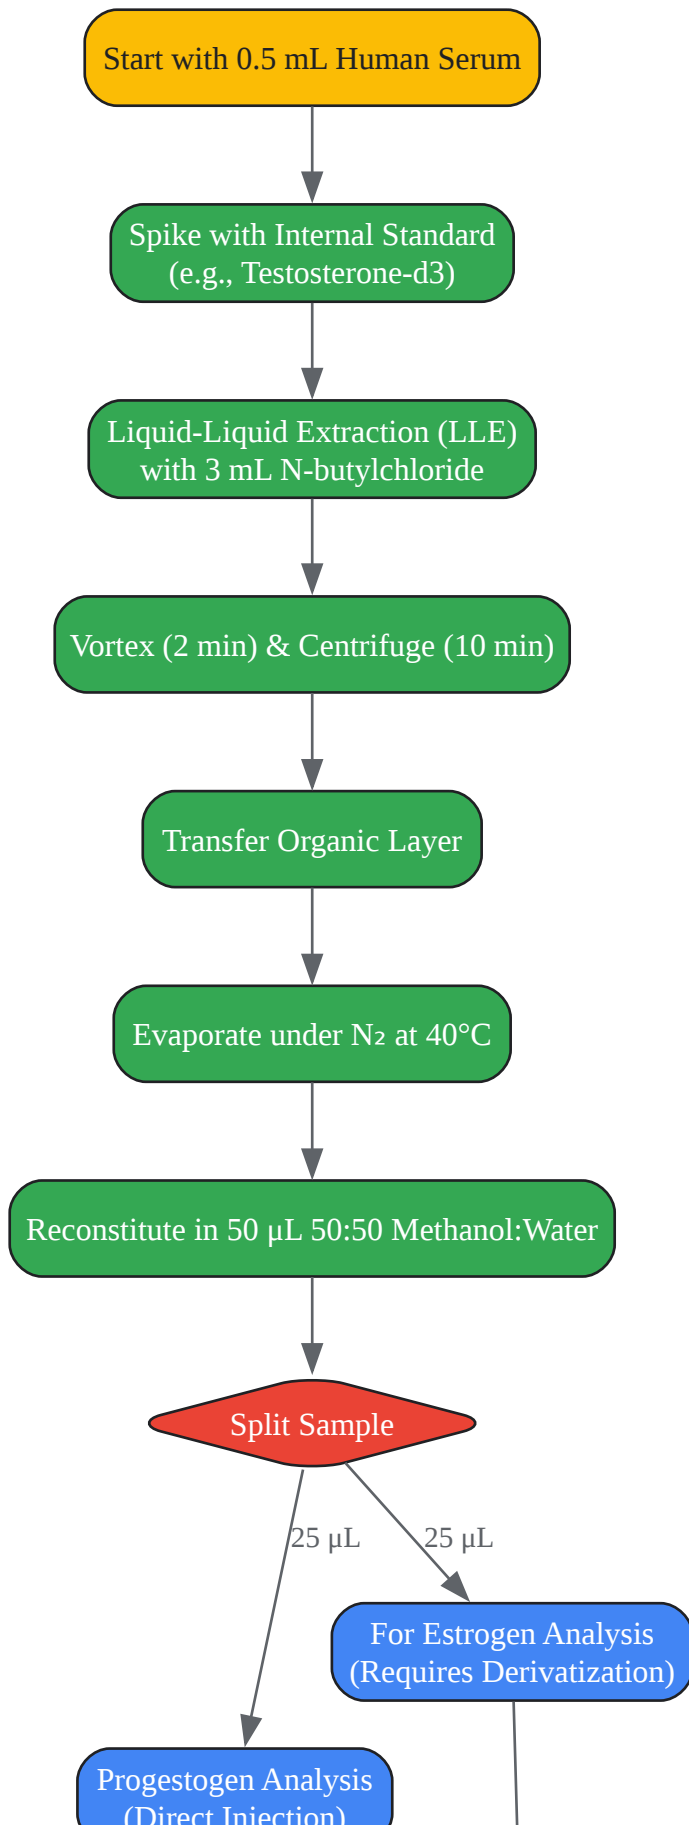 Start with 0.5 mL Human Serum
Spike with Internal Standard
(e.g., Testosterone-d3)
Liquid-Liquid Extraction (LLE)
with 3 mL N-butylchloride
Vortex (2 min) & Centrifuge (10 min)
Transfer Organic Layer
Evaporate under N₂ at 40°C
Reconstitute in 50 μL 50:50 Methanol:Water
Split Sample
25 μL
25 μL
For Estrogen Analysis
(Requires Derivatization)
Progestogen Analysis
(Direct Injection)